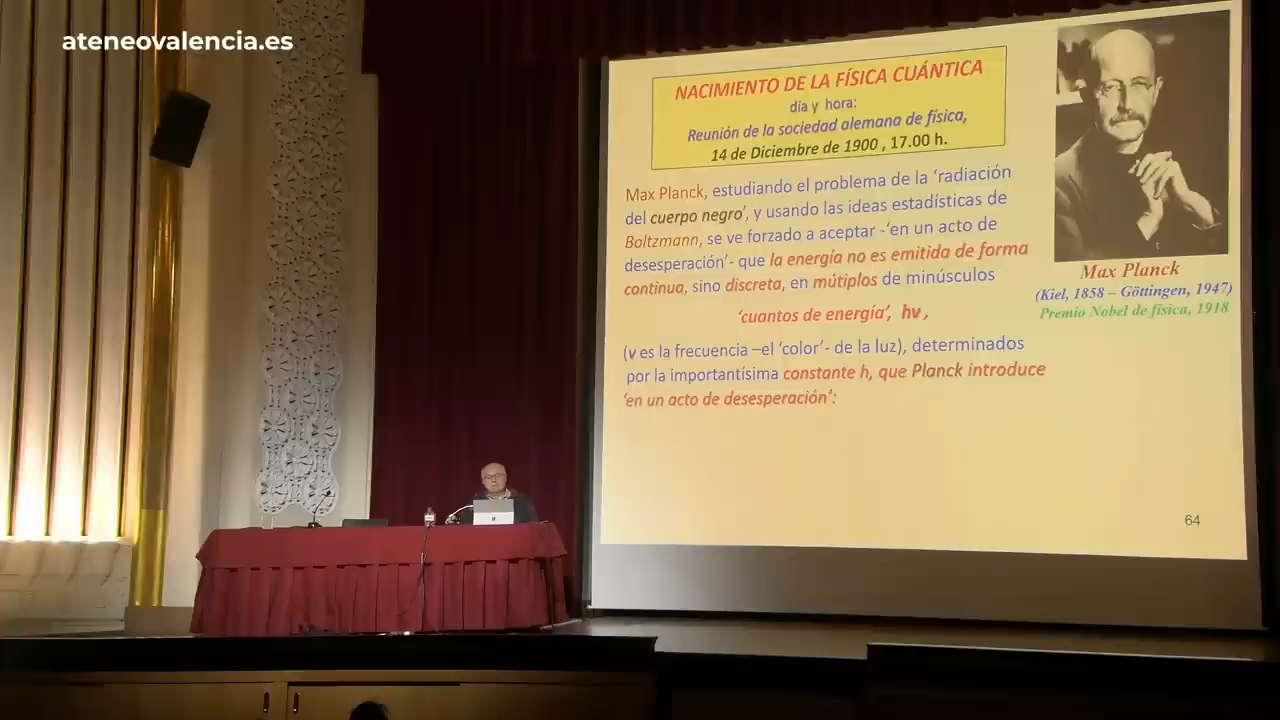 ateneovalencia.es
NACIMIENTO DE LA FÍSICA CUÁNTICA
día y hora:
Reunión de la sociedad alemana de física,
14 de Diciembre de 1900 , 17.00 h.
Max Planck, estudiando el problema de la ‘radiación
del cuerpo negro’, y usando las ideas estadísticas de
Boltzmann, se ve forzado a aceptar -‘en un acto de
desesperación’- que la energía no es emitida de forma
continua, sino discreta, en mútiplos de minúsculos
‘cuantos de energía’, hν ,
(ν es la frecuencia –el ‘color’- de la luz), determinados
por la importantísima constante h, que Planck introduce
‘en un acto de desesperación’:
Max Planck
(Kiel, 1858 – Göttingen, 1947)
Premio Nobel de física, 1918
64